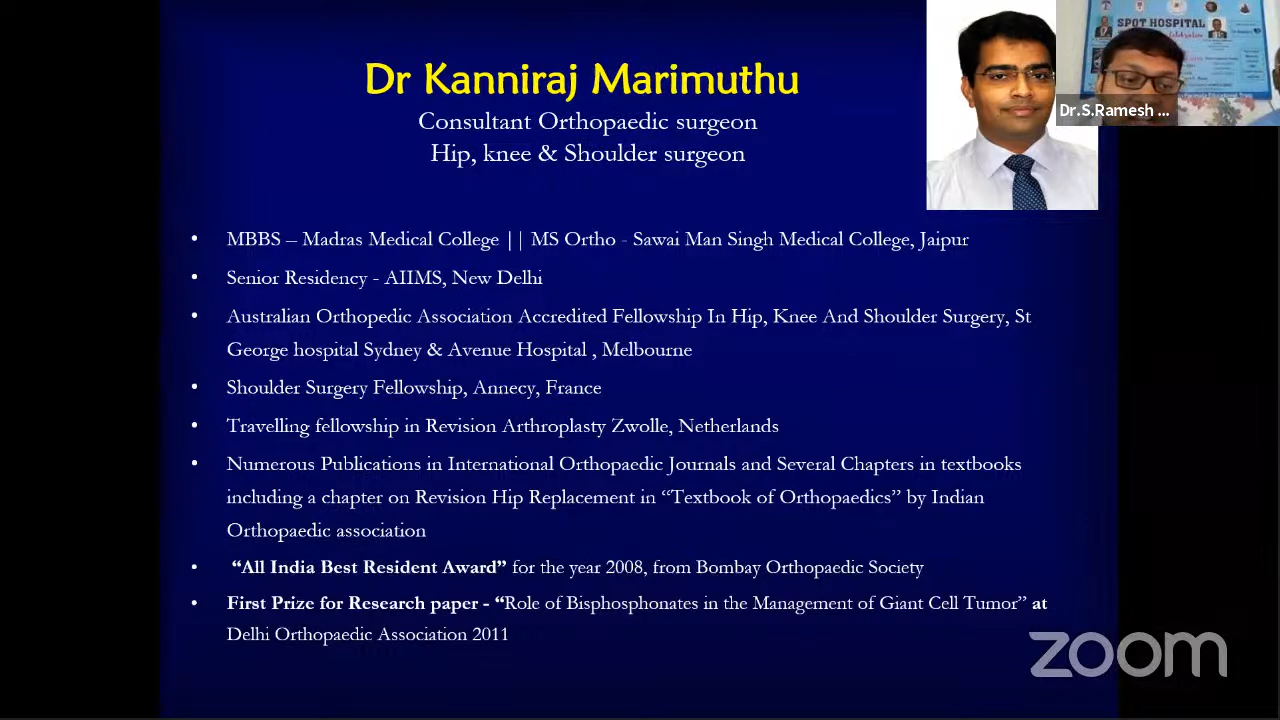 Dr Kanniraj Marimuthu
Consultant Orthopaedic surgeon
Hip, knee & Shoulder surgeon
SPOT HOSPITAL
Celebration
Dr.S.Ramesh ...
• MBBS – Madras Medical College || MS Ortho - Sawai Man Singh Medical College, Jaipur
• Senior Residency - AIIMS, New Delhi
• Australian Orthopedic Association Accredited Fellowship In Hip, Knee And Shoulder Surgery, St
George hospital Sydney & Avenue Hospital , Melbourne
• Shoulder Surgery Fellowship, Annecy, France
• Travelling fellowship in Revision Arthroplasty Zwolle, Netherlands
• Numerous Publications in International Orthopaedic Journals and Several Chapters in textbooks
including a chapter on Revision Hip Replacement in “Textbook of Orthopaedics” by Indian
Orthopaedic association
• “All India Best Resident Award” for the year 2008, from Bombay Orthopaedic Society
• First Prize for Research paper - “Role of Bisphosphonates in the Management of Giant Cell Tumor” at
Delhi Orthopaedic Association 2011
zoom